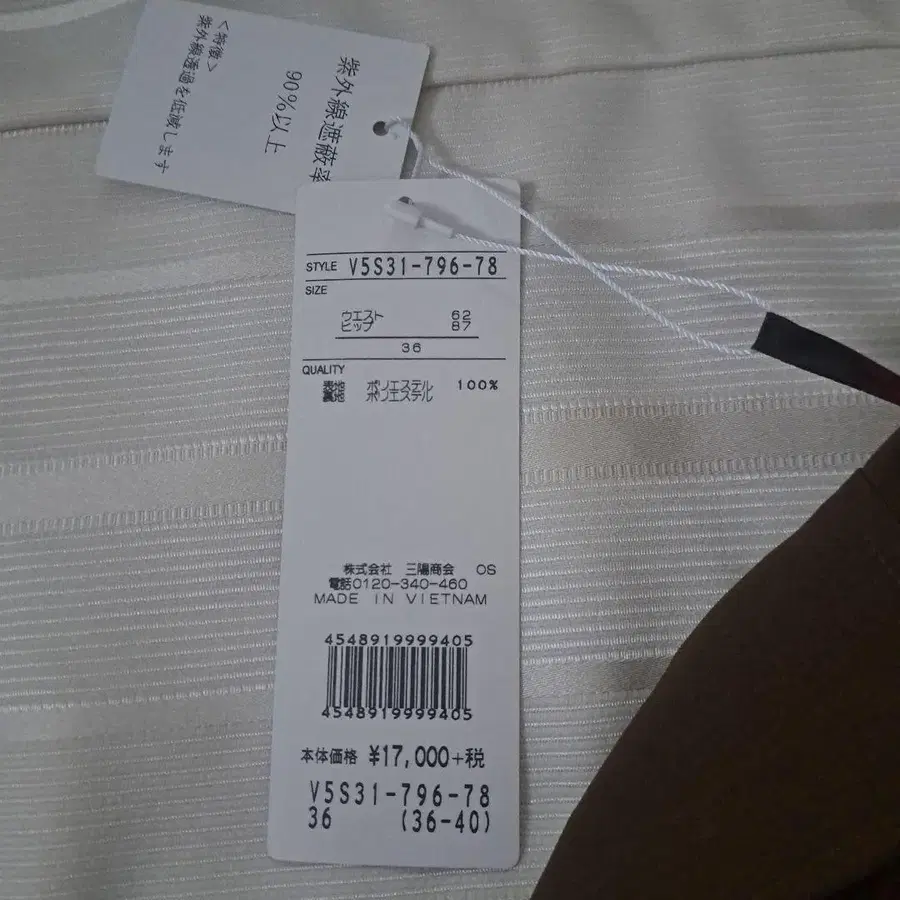 紫外線遮蔽率
90%以上
<特徴>
紫外線透過を低減します
STYLE V5S31-796-78
SIZE
ウエスト 62
ヒップ 87
36
QUALITY
表地 ポリエステル 100%
裏地 ポリエステル
株式会社 三陽商会 OS
電話0120-340-460
MADE IN VIETNAM
4548919999405
4548919999405
本体価格 ¥17,000+税
V5S31-796-78
36 (36-40)